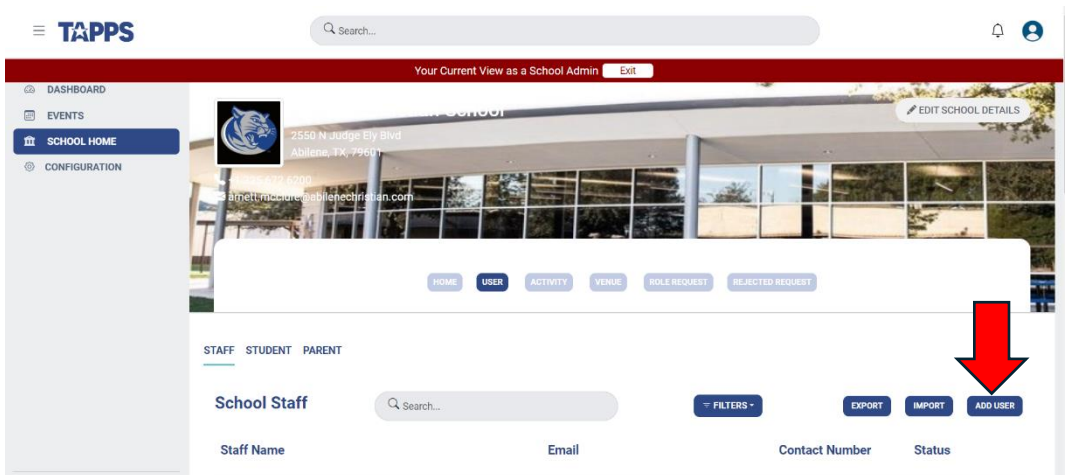 TAPPS
Search...
Your Current View as a School Admin Exit
DASHBOARD
EVENTS
SCHOOL HOME
CONFIGURATION
School
EDIT SCHOOL DETAILS
2550 N Judge Ely Blvd
Abilene, TX, 79601
HOME USER ACTIVITY VENUE ROLE REQUEST REJECTED REQUEST
STAFF STUDENT PARENT
School Staff
Search...
FILTERS
EXPORT IMPORT ADD USER
Staff Name Email Contact Number Status